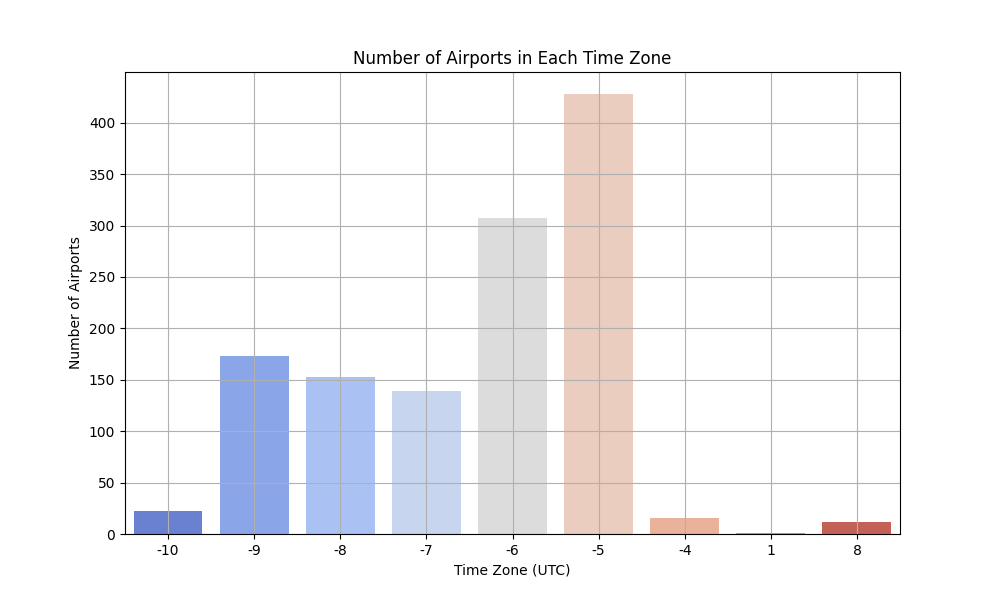 Number of Airports in Each Time Zone
400
350
300
250
200
150
100
50
0
Number of Airports
-10 -9 -8 -7 -6 -5 -4 1 8
Time Zone (UTC)